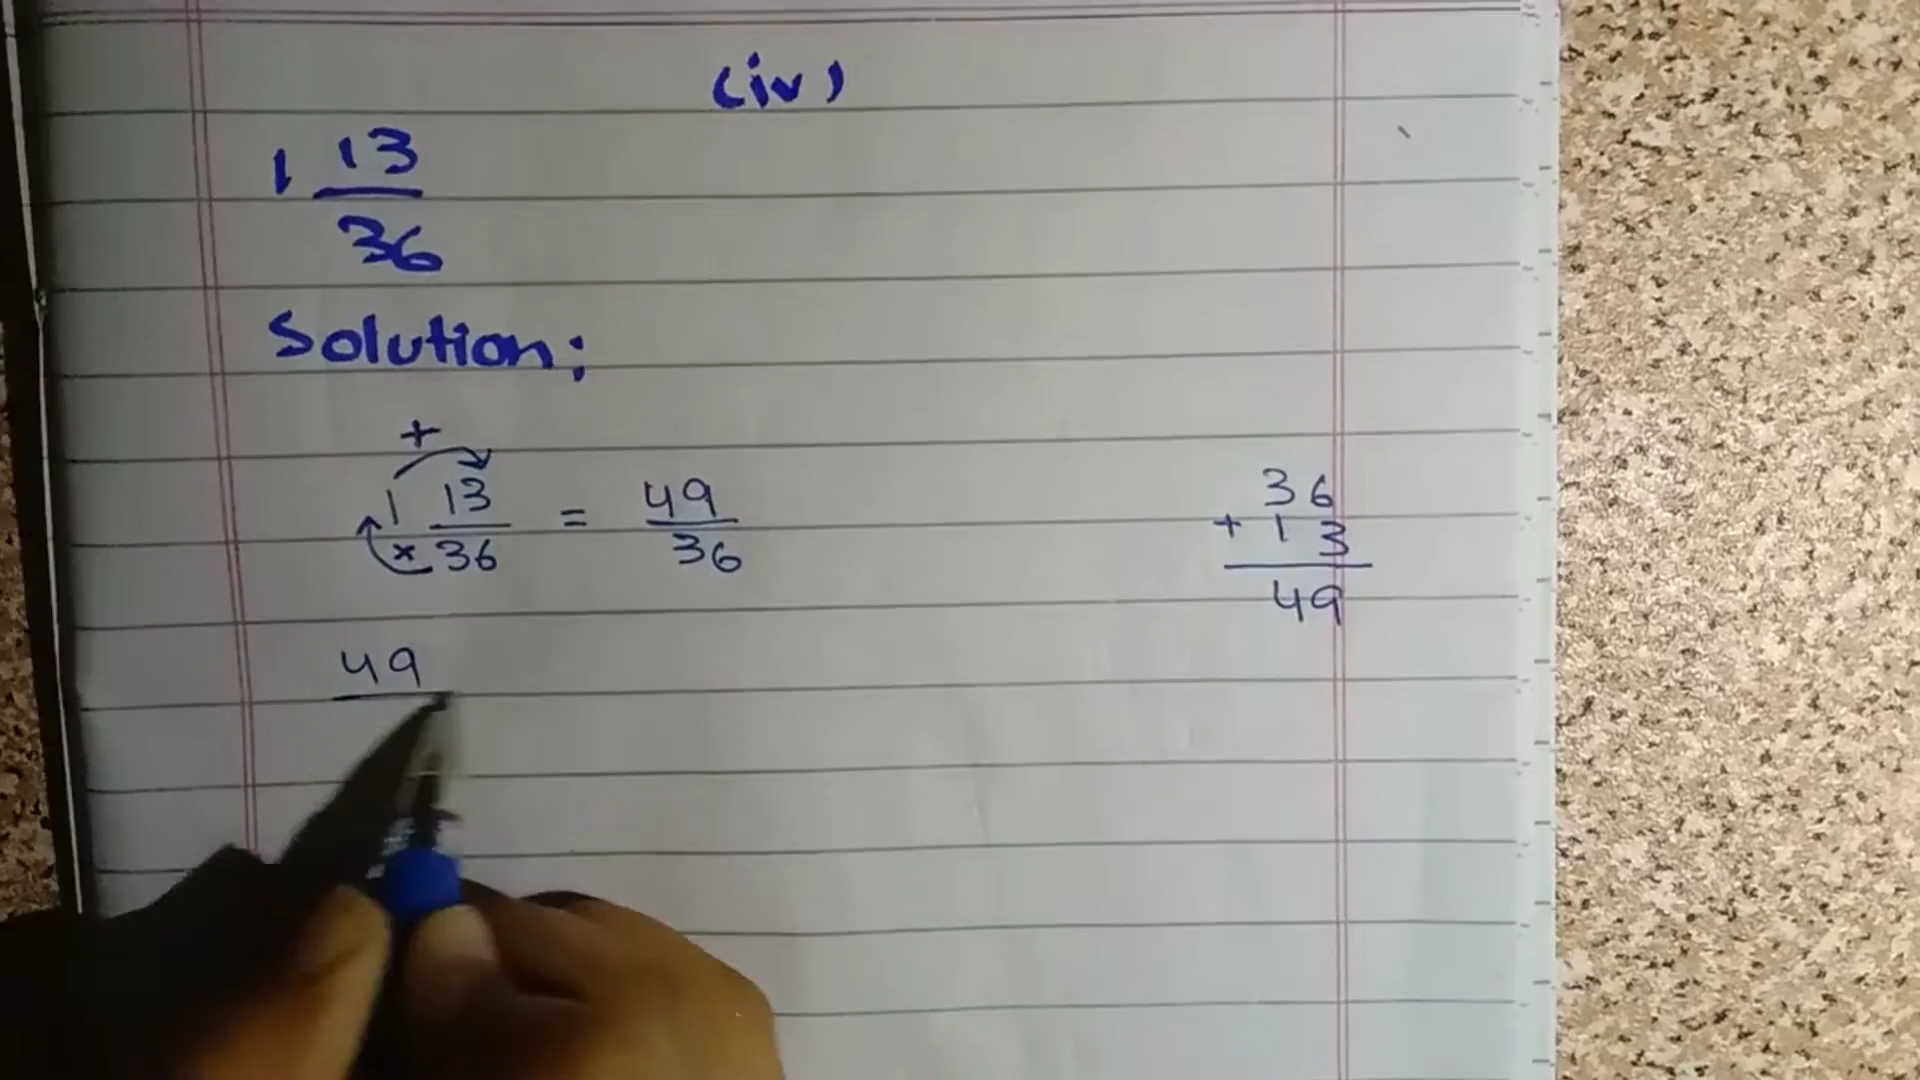 (iv)
1 13/36
Solution:
+
1 13/36 = 49/36
×
36
+ 13
49
49